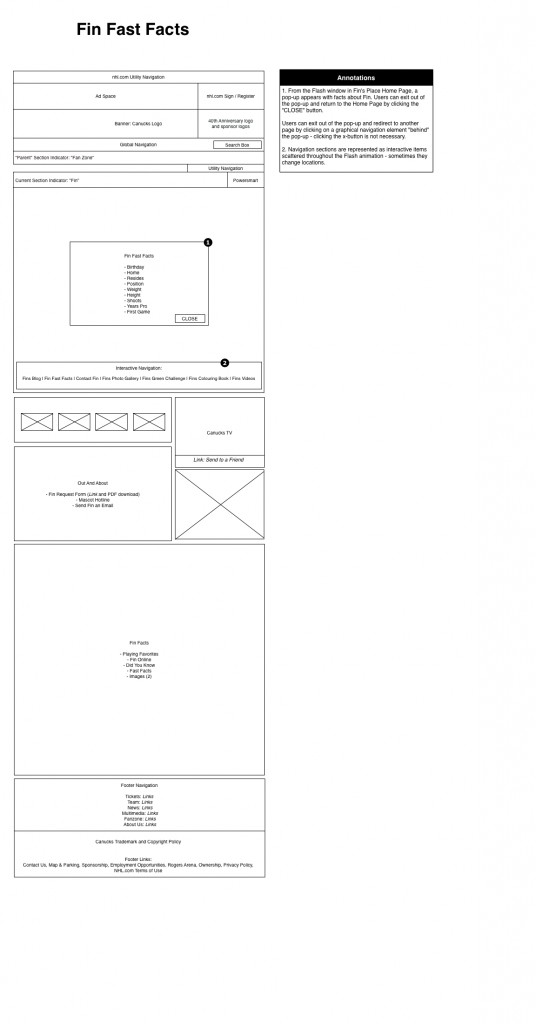 Fin Fast Facts
nhl.com Utility Navigation
Ad Space
nhl.com Sign / Register
Banner: Canucks Logo
40th Anniversary logo
and sponsor logos
Global Navigation
Search Box
"Parent" Section Indicator: "Fan Zone"
Utility Navigation
Current Section Indicator: "Fin"
Powersmart
1
Fin Fast Facts
- Birthday
- Home
- Resides
- Position
- Weight
- Height
- Shoots
- Years Pro
- First Game
CLOSE
2
Interactive Navigation:
Fins Blog I Fin Fast Facts I Contact Fin I Fins Photo Gallery I Fins Green Challenge I Fins Colouring Book I Fins Videos
Canucks TV
Link: Send to a Friend
Out And About
- Fin Request Form (Link and PDF download)
- Mascot Hotline
- Send Fin an Email
Fin Facts
- Playing Favorites
- Fin Online
- Did You Know
- Fast Facts
- Images (2)
Footer Navigation
Tickets: Links
Team: Links
News: Links
Multimedia: Links
Fanzone: Links
About Us: Links
Canucks Trademark and Copyright Policy
Footer Links:
Contact Us, Map & Parking, Sponsorship, Employment Opportunities, Rogers Arena, Ownership, Privacy Policy,
NHL.com Terms of Use
Annotations
1. From the Flash window in Fin's Place Home Page, a
pop-up appears with facts about Fin. Users can exit out of
the pop-up and return to the Home Page by clicking the
"CLOSE" button.
Users can exit out of the pop-up and redirect to another
page by clicking on a graphical navigation element "behind"
the pop-up - clicking the x-button is not necessary.
2. Navigation sections are represented as interactive items
scattered throughout the Flash animation - sometimes they
change locations.